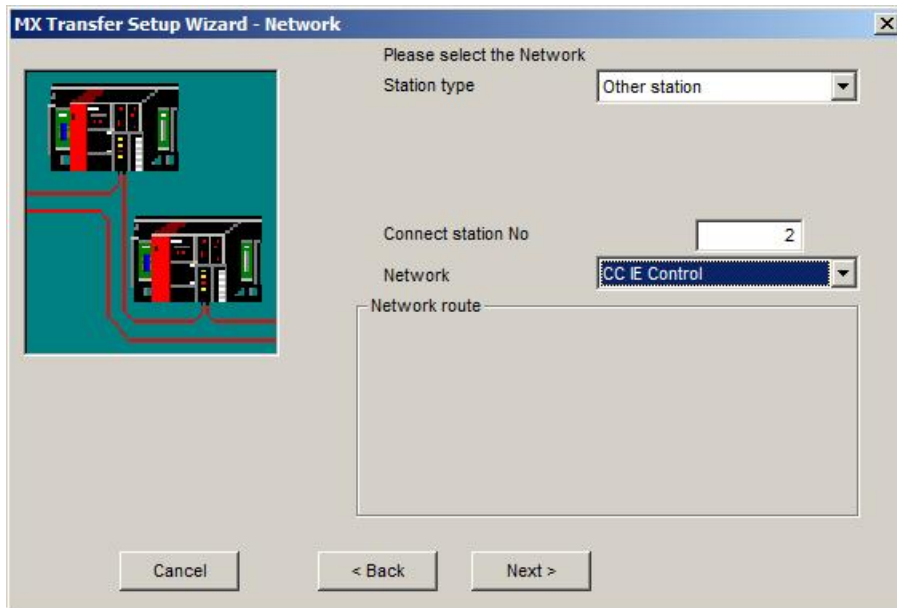 MX Transfer Setup Wizard - Network
Please select the Network
Station type
Other station
Connect station No
2
Network
CC IE Control
Network route
Cancel
< Back
Next >